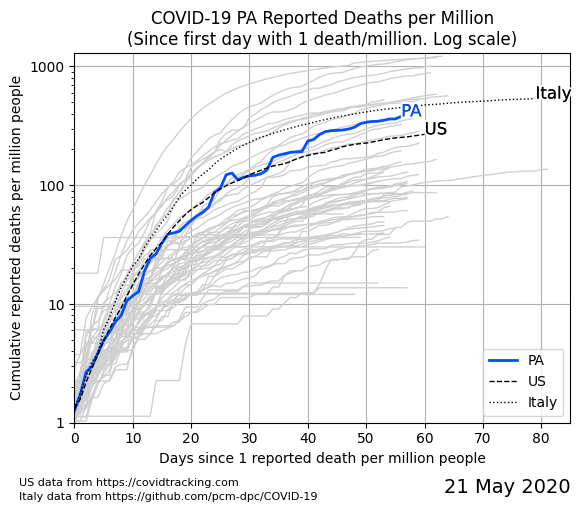 COVID-19 PA Reported Deaths per Million
(Since first day with 1 death/million. Log scale)
Cumulative reported deaths per million people
1000
100
10
1
Italy
PA
US
PA
US
Italy
0 10 20 30 40 50 60 70 80
Days since 1 reported death per million people
US data from https://covidtracking.com
Italy data from https://github.com/pcm-dpc/COVID-19
21 May 2020